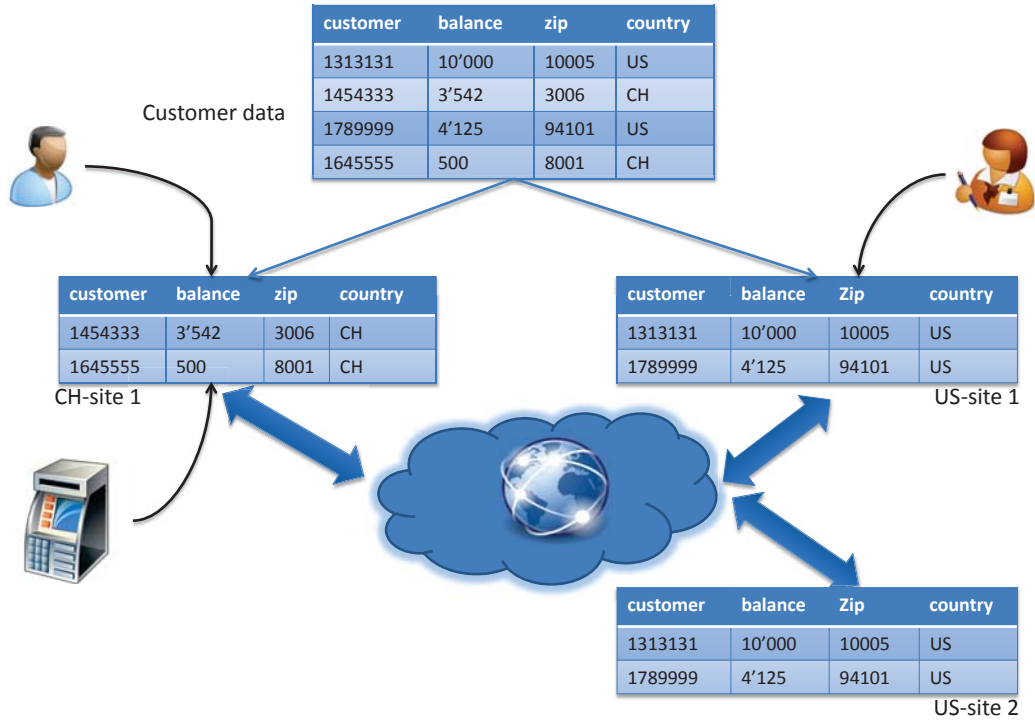 customer balance zip country
1313131 10’000 10005 US
1454333 3’542 3006 CH
1789999 4’125 94101 US
1645555 500 8001 CH
Customer data
customer balance zip country
1454333 3’542 3006 CH
1645555 500 8001 CH
CH-site 1
customer balance Zip country
1313131 10’000 10005 US
1789999 4’125 94101 US
US-site 1
customer balance Zip country
1313131 10’000 10005 US
1789999 4’125 94101 US
US-site 2